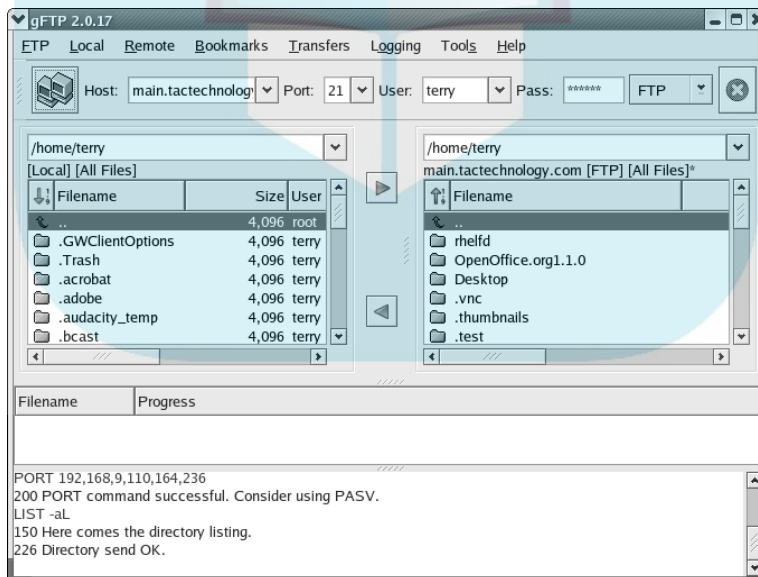 gFTP 2.0.17
FTP Local Remote Bookmarks Transfers Logging Tools Help
Host: main.tactechnology Port: 21 User: terry Pass: ****** FTP
/home/terry
[Local] [All Files]
Filename Size User
.. 4,096 root
.GWClientOptions 4,096 terry
.Trash 4,096 terry
.acrobat 4,096 terry
.adobe 4,096 terry
.audacity_temp 4,096 terry
.bcast 4,096 terry
/home/terry
main.tactechnology.com [FTP] [All Files]*
Filename
..
rhelfd
OpenOffice.org1.1.0
Desktop
.vnc
.thumbnails
.test
Filename Progress
PORT 192,168,9,110,164,236
200 PORT command successful. Consider using PASV.
LIST -aL
150 Here comes the directory listing.
226 Directory send OK.